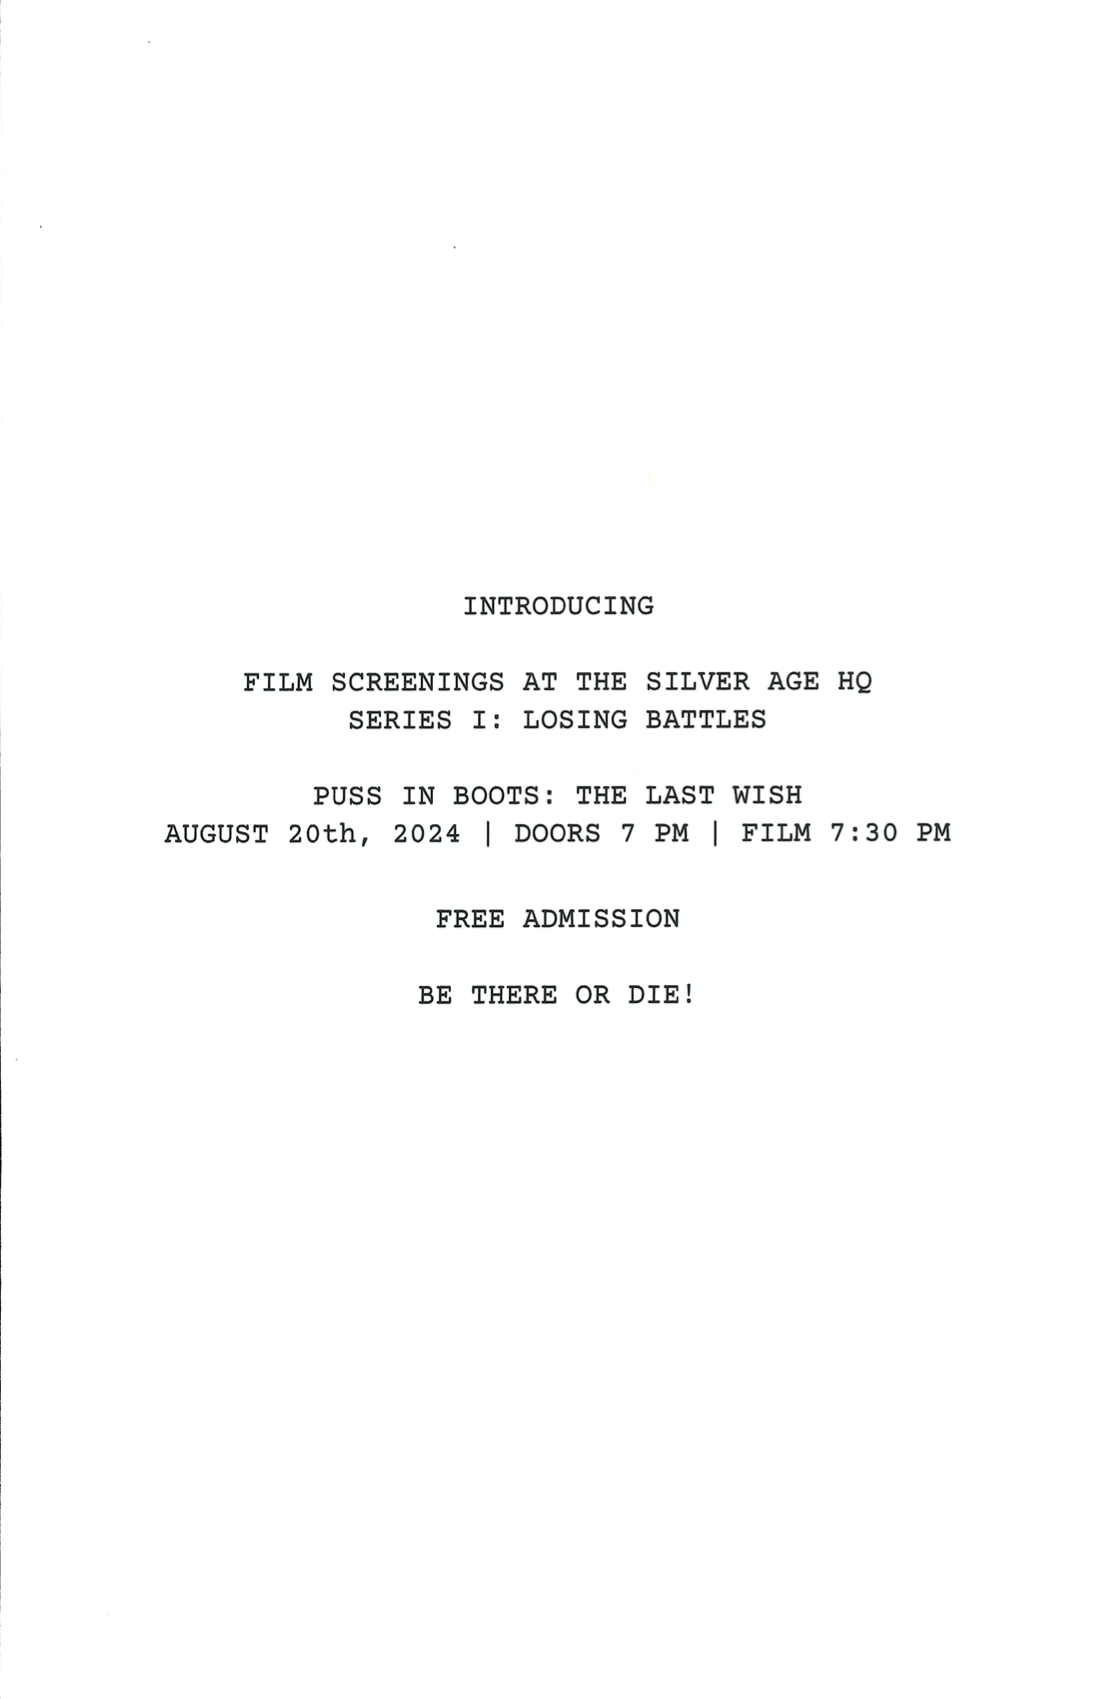 INTRODUCING
FILM SCREENINGS AT THE SILVER AGE HQ
SERIES I: LOSING BATTLES
PUSS IN BOOTS: THE LAST WISH
AUGUST 20th, 2024 | DOORS 7 PM | FILM 7:30 PM
FREE ADMISSION
BE THERE OR DIE!